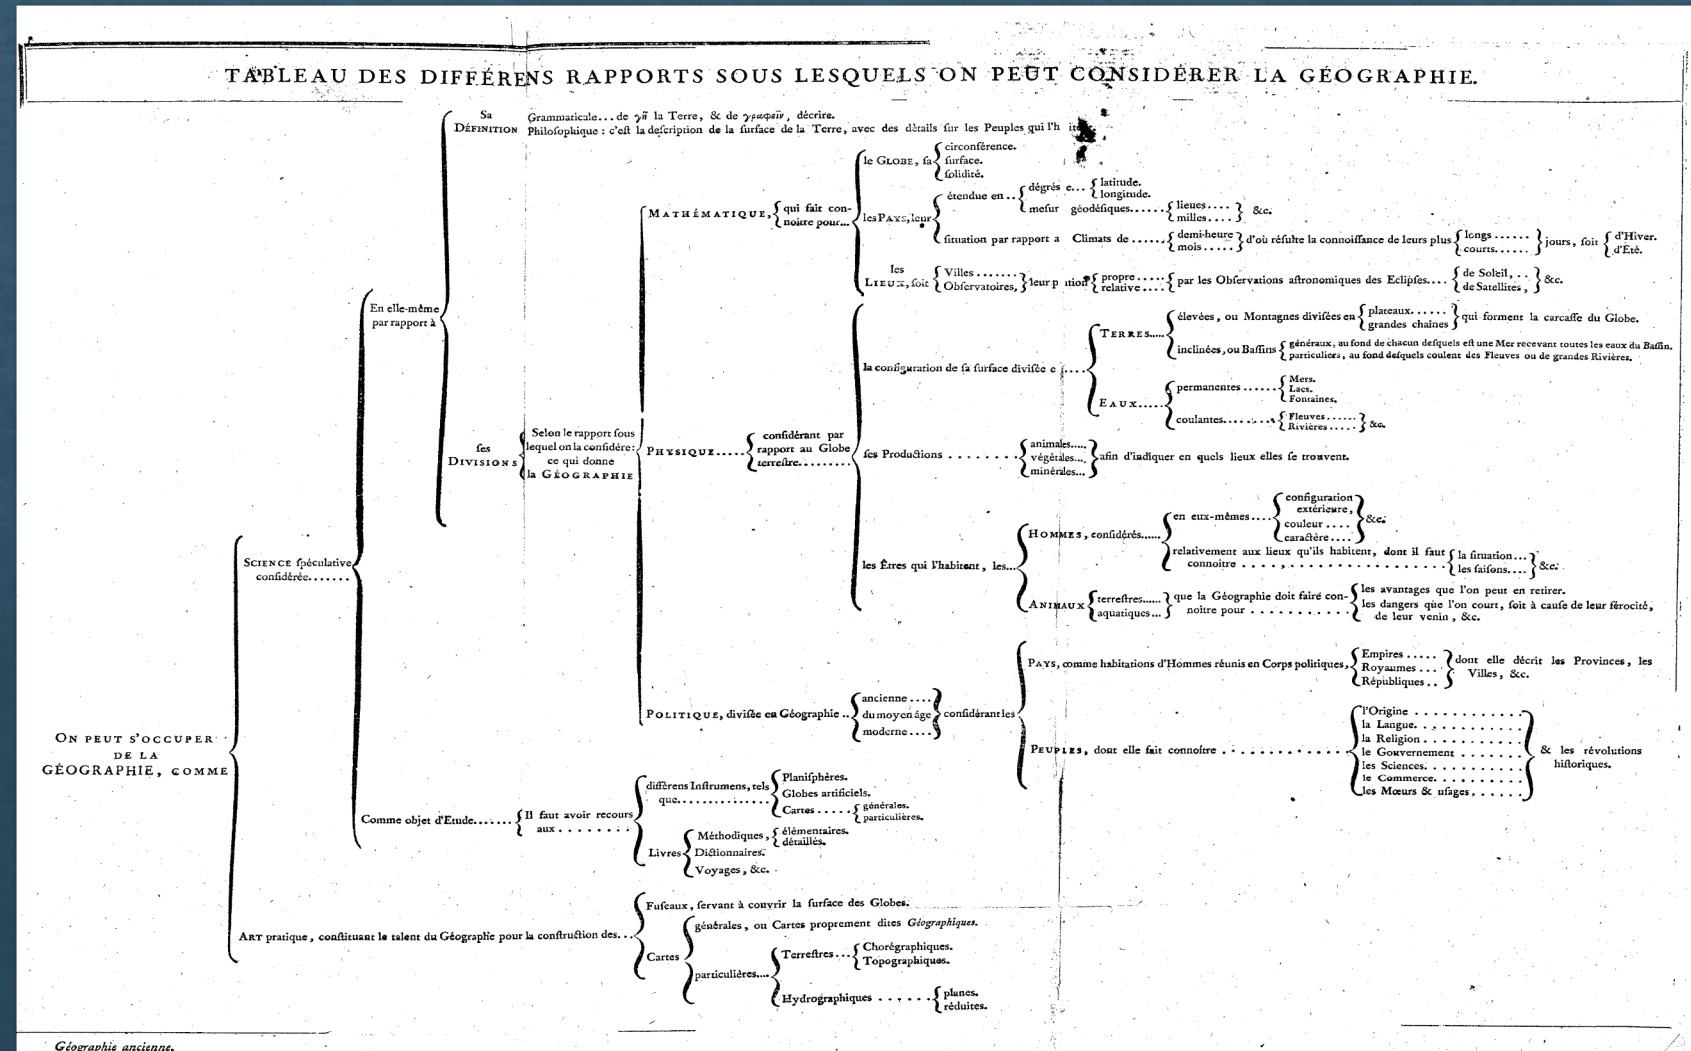 TABLEAU DES DIFFÉRENS RAPPORTS SOUS LESQUELS ON PEUT CONSIDÉRER LA GÉOGRAPHIE.
Sa
DÉFINITION
Grammaticale... de γῆ la Terre, & de γραφεῖν, décrire.
Philoſophique : c'eſt la deſcription de la ſurface de la Terre, avec des détails ſur les Peuples qui l'h
le GLOBE, ſa
circonférence.
ſurface.
ſolidité.
MATHÉMATIQUE,
qui fait con-
noître pour...
les PAYS, leur
étendue en ..
dégrés e...
latitude.
longitude.
meſur géodéſiques......
lieues....
milles....
&c.
ſituation par rapport a Climats de ......
demi-heure
mois.....
d'où réſulte la connoiſſance de leurs plus
longs ......
courts......
jours, ſoit
d'Hiver.
d'Été.
les
LIEUX, ſoit
Villes .......
Obſervatoires,
leur p ition
propre.....
relative....
par les Obſervations aſtronomiques des Eclipſes....
de Soleil, ..
de Satellites,
&c.
En elle-même
par rapport à
ſes
DIVISIONS
Selon le rapport ſous
lequel on la conſidère:
ce qui donne
la GÉOGRAPHIE
PHYSIQUE.....
conſidérant par
rapport au Globe
terreſtre.........
la configuration de ſa ſurface diviſée e ....
TERRES....
élevées, ou Montagnes diviſées en
plateaux......
grandes chaînes
qui forment la carcaſſe du Globe.
inclinées, ou Baſſins
généraux, au fond de chacun deſquels eſt une Mer recevant toutes les eaux du Baſſin.
particuliers, au fond deſquels coulent des Fleuves ou de grandes Rivières.
EAUX.....
permanentes ......
Mers.
Lacs.
Fontaines.
coulantes.........
Fleuves......
Rivières .....
&c.
ſes Productions ........
animales.....
végétales...
minérales...
afin d'indiquer en quels lieux elles ſe trouvent.
les Êtres qui l'habitent, les...
HOMMES, conſidérés......
en eux-mêmes....
configuration
extérieure,
couleur ....
caractère....
&c.
relativement aux lieux qu'ils habitent, dont il faut
connoitre ....................
la ſituation...
les ſaiſons....
&c.
ANIMAUX
terreſtres......
aquatiques...
que la Géographie doit fairé con-
noître pour ...........
les avantages que l'on peut en retirer.
les dangers que l'on court, ſoit à cauſe de leur férocité,
de leur venin, &c.
SCIENCE ſpéculative
conſidérée.......
POLITIQUE, diviſée en Géographie ..
ancienne ....
du moyen âge
moderne ....
conſidérant les
PAYS, comme habitations d'Hommes réunis en Corps politiques,
Empires .....
Royaumes ...
Républiques ..
dont elle décrit les Provinces, les
Villes, &c.
PEUPLES, dont elle fait connoître .............
l'Origine ...........
la Langue...........
la Religion ..........
le Gouvernement .......
les Sciences..........
le Commerce.........
les Mœurs & uſages, .....
& les révolutions
hiſtoriques.
ON PEUT S'OCCUPER
DE LA
GÉOGRAPHIE, COMME
Comme objet d'Etude.......
Il faut avoir recours
aux ........
différens Inſtrumens, tels
que..............
Planiſphères.
Globes artificiels.
Cartes .....
générales.
particulières.
Livres
Méthodiques,
élémentaires.
détaillés.
Dictionnaires.
Voyages, &c.
ART pratique, conſtituant le talent du Géographe pour la conſtruction des...
Fuſeaux, ſervant à couvrir la ſurface des Globes.
Cartes
générales, ou Cartes proprement dites Géographiques.
particulières....
Terreſtres...
Chorégraphiques.
Topographiques.
Hydrographiques .......
planes.
réduites.
Géographie ancienne.